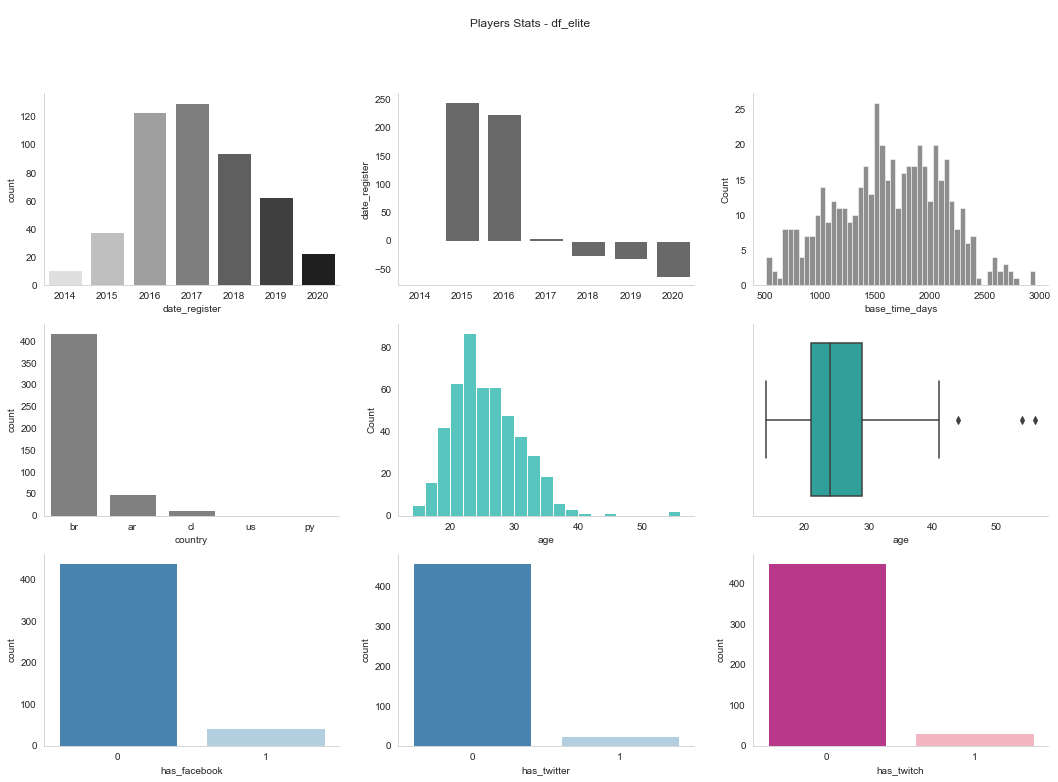 Players Stats - df_elite
120
100
80
60
40
20
0
count
2014 2015 2016 2017 2018 2019 2020
date_register
250
200
150
100
50
0
−50
date_register
2014 2015 2016 2017 2018 2019 2020
25
20
15
10
5
0
Count
500 1000 1500 2000 2500 3000
base_time_days
400
350
300
250
200
150
100
50
0
count
br ar cl us py
country
80
60
40
20
0
Count
20 30 40 50
age
20 30 40 50
age
400
300
200
100
0
count
0 1
has_facebook
400
300
200
100
0
count
0 1
has_twitter
400
300
200
100
0
count
0 1
has_twitch